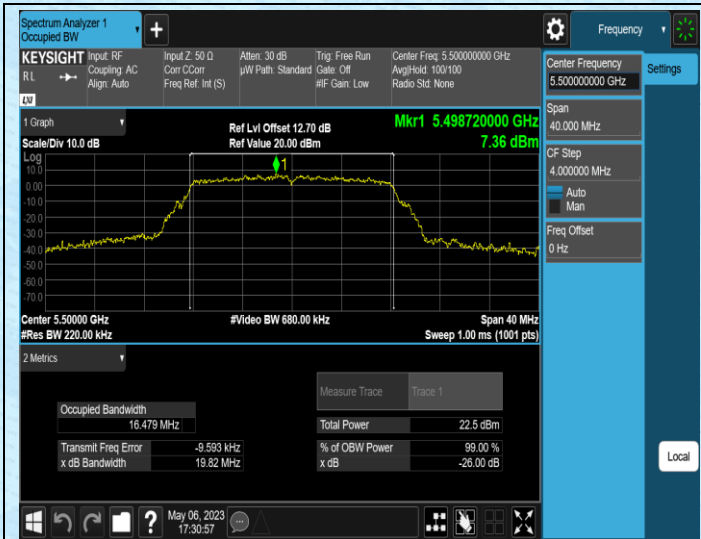 Spectrum Analyzer 1
Occupied BW
+
Frequency
KEYSIGHT
RL
LXI
Input: RF
Coupling: AC
Align: Auto
Input Z: 50 Ω
Corr CCorr
Freq Ref: Int (S)
Atten: 30 dB
µW Path: Standard
Trig: Free Run
Gate: Off
#IF Gain: Low
Center Freq: 5.500000000 GHz
Avg|Hold: 100/100
Radio Std: None
Center Frequency
5.500000000 GHz
Settings
Span
40.000 MHz
CF Step
4.000000 MHz
Auto
Man
Freq Offset
0 Hz
Local
1 Graph
Scale/Div 10.0 dB
Ref Lvl Offset 12.70 dB
Ref Value 20.00 dBm
Mkr1 5.498720000 GHz
7.36 dBm
Log
10.0
0.00
-10.0
-20.0
-30.0
-40.0
-50.0
-60.0
-70.0
1
Center 5.50000 GHz
#Res BW 220.00 kHz
#Video BW 680.00 kHz
Span 40 MHz
Sweep 1.00 ms (1001 pts)
2 Metrics
Measure Trace Trace 1
Occupied Bandwidth
16.479 MHz
Total Power 22.5 dBm
Transmit Freq Error -9.593 kHz
% of OBW Power 99.00 %
x dB Bandwidth 19.82 MHz
x dB -26.00 dB
?
May 06, 2023
17:30:57